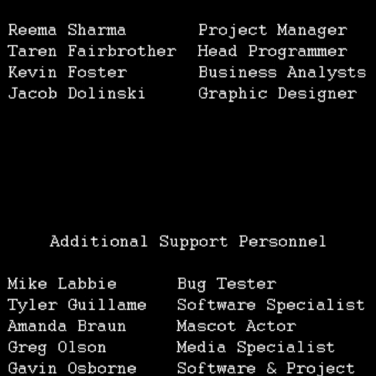 Reema Sharma Project Manager
Taren Fairbrother Head Programmer
Kevin Foster Business Analysts
Jacob Dolinski Graphic Designer
Additional Support Personnel
Mike Labbie Bug Tester
Tyler Guillame Software Specialist
Amanda Braun Mascot Actor
Greg Olson Media Specialist
Gavin Osborne Software & Project